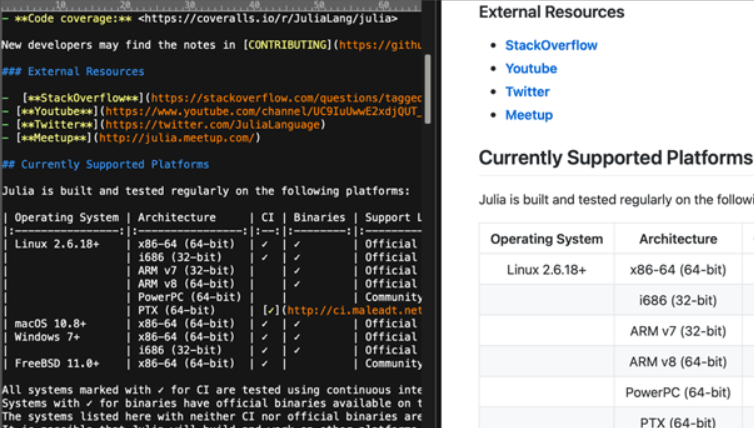 10 20 30 40 50 60
– **Code coverage:** <https://coveralls.io/r/JuliaLang/julia>
New developers may find the notes in [CONTRIBUTING](https://githu
### External Resources
–  [**StackOverflow**](https://stackoverflow.com/questions/tagged
– [**Youtube**](https://www.youtube.com/channel/UC9IuUwwE2xdjQUT_
– [**Twitter**](https://twitter.com/JuliaLanguage)
– [**Meetup**](http://julia.meetup.com/)
## Currently Supported Platforms
Julia is built and tested regularly on the following platforms:
| Operating System | Architecture | CI | Binaries | Support L
|:----------------:|:----------------:|:--:|:--------:|:---------
| Linux 2.6.18+ | x86-64 (64-bit) | ✓ | ✓ | Official
| | i686 (32-bit) | ✓ | ✓ | Official
| | ARM v7 (32-bit) | | ✓ | Official
| | ARM v8 (64-bit) | | ✓ | Official
| | PowerPC (64-bit) | | | Community
| | PTX (64-bit) | [✓](http://ci.maleadt.net
| macOS 10.8+ | x86-64 (64-bit) | ✓ | ✓ | Official
| Windows 7+ | x86-64 (64-bit) | ✓ | ✓ | Official
| | i686 (32-bit) | ✓ | ✓ | Official
| FreeBSD 11.0+ | x86-64 (64-bit) | ✓ | | Community
All systems marked with ✓ for CI are tested using continuous inte
Systems with ✓ for binaries have official binaries available on t
The systems listed here with neither CI nor official binaries are
External Resources
• StackOverflow
• Youtube
• Twitter
• Meetup
Currently Supported Platforms
Julia is built and tested regularly on the followi
Operating System Architecture
Linux 2.6.18+ x86-64 (64-bit)
i686 (32-bit)
ARM v7 (32-bit)
ARM v8 (64-bit)
PowerPC (64-bit)
PTX (64-bit)